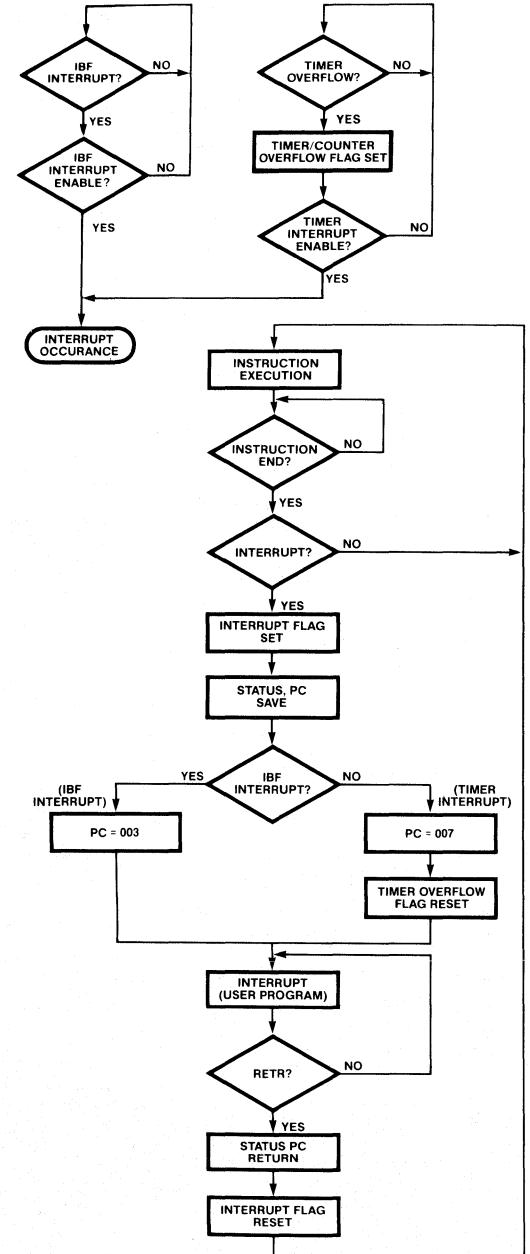 IBF
INTERRUPT?
NO
YES
IBF
INTERRUPT
ENABLE?
NO
YES
TIMER
OVERFLOW?
NO
YES
TIMER/COUNTER
OVERFLOW FLAG SET
TIMER
INTERRUPT
ENABLE?
NO
YES
INTERRUPT
OCCURANCE
INSTRUCTION
EXECUTION
INSTRUCTION
END?
NO
YES
INTERRUPT?
NO
YES
INTERRUPT FLAG
SET
STATUS, PC
SAVE
IBF
INTERRUPT?
YES
NO
(IBF
INTERRUPT)
(TIMER
INTERRUPT)
PC = 003
PC = 007
TIMER OVERFLOW
FLAG RESET
INTERRUPT
(USER PROGRAM)
RETR?
NO
YES
STATUS PC
RETURN
INTERRUPT FLAG
RESET